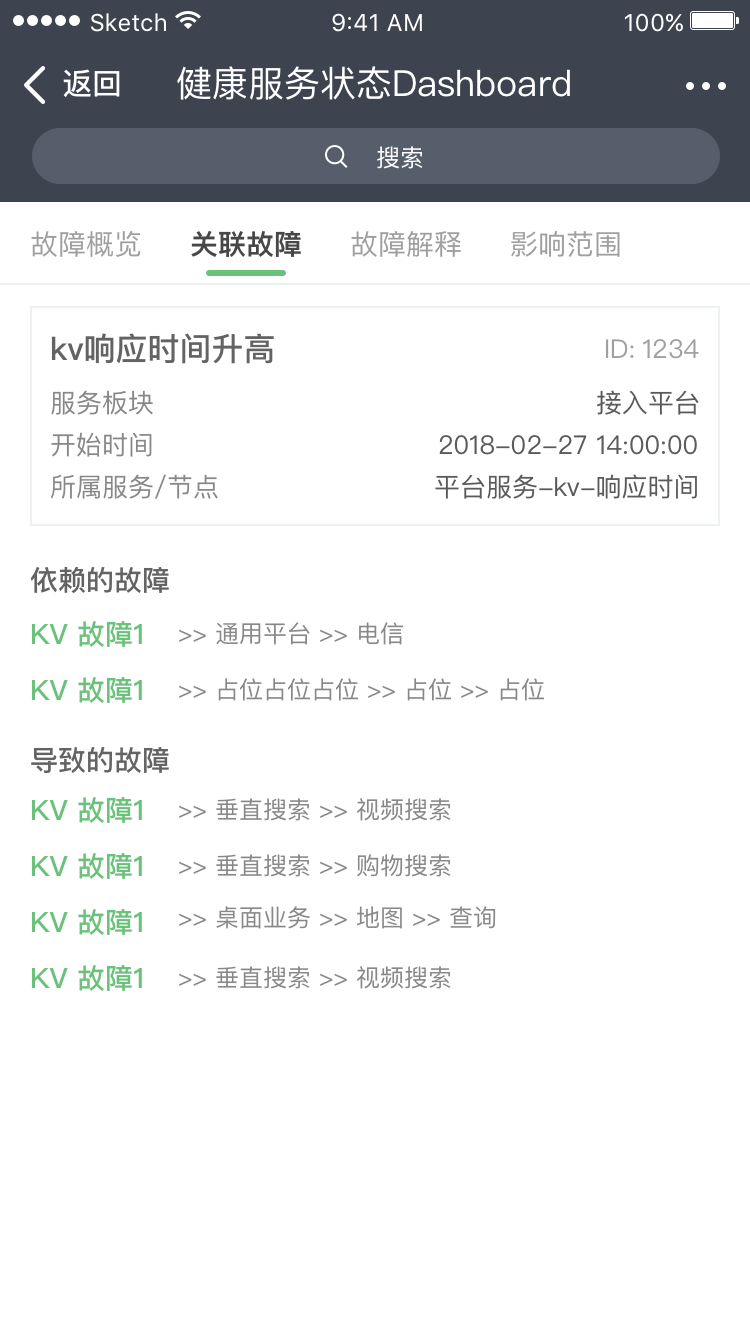 Sketch 9:41 AM 100%
返回 健康服务状态Dashboard
搜索
故障概览 关联故障 故障解释 影响范围
kv响应时间升高 ID: 1234
服务板块 接入平台
开始时间 2018-02-27 14:00:00
所属服务/节点 平台服务-kv-响应时间
依赖的故障
KV 故障1 >> 通用平台 >> 电信
KV 故障1 >> 占位占位占位 >> 占位 >> 占位
导致的故障
KV 故障1 >> 垂直搜索 >> 视频搜索
KV 故障1 >> 垂直搜索 >> 购物搜索
KV 故障1 >> 桌面业务 >> 地图 >> 查询
KV 故障1 >> 垂直搜索 >> 视频搜索